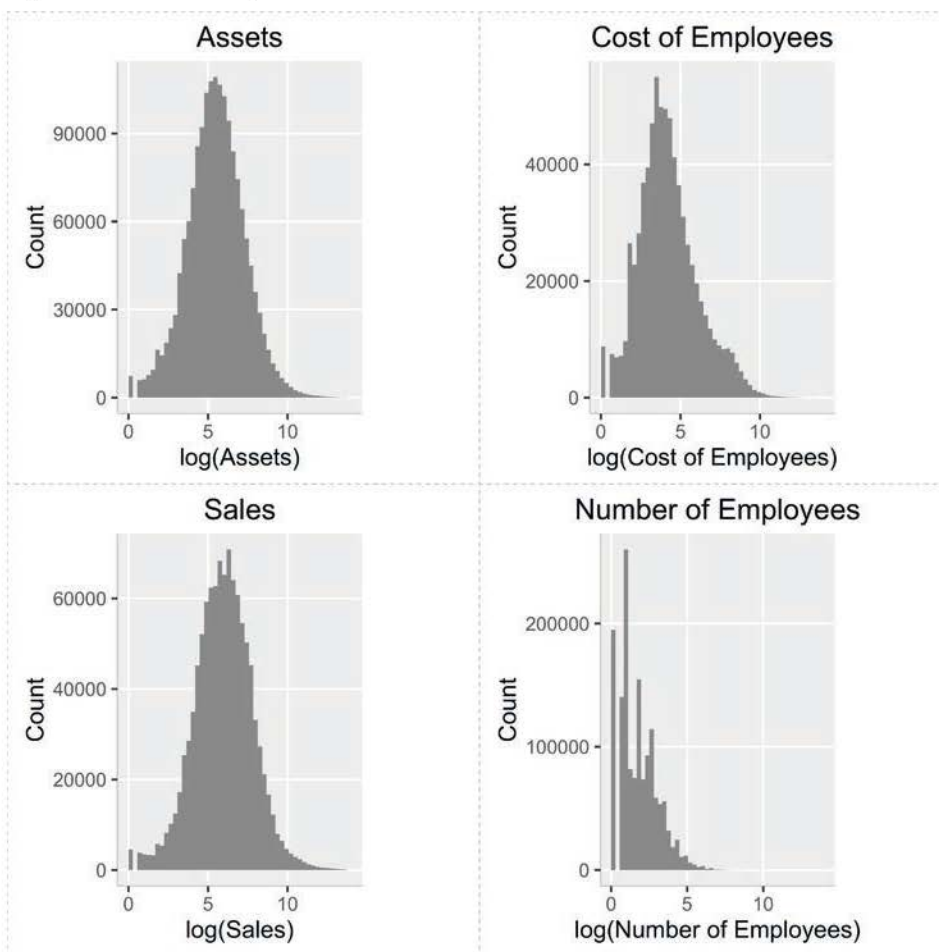 Assets
Count
90000
60000
30000
0
0 5 10
log(Assets)
Cost of Employees
Count
40000
20000
0
0 5 10
log(Cost of Employees)
Sales
Count
60000
40000
20000
0
0 5 10
log(Sales)
Number of Employees
Count
200000
100000
0
0 5 10
log(Number of Employees)